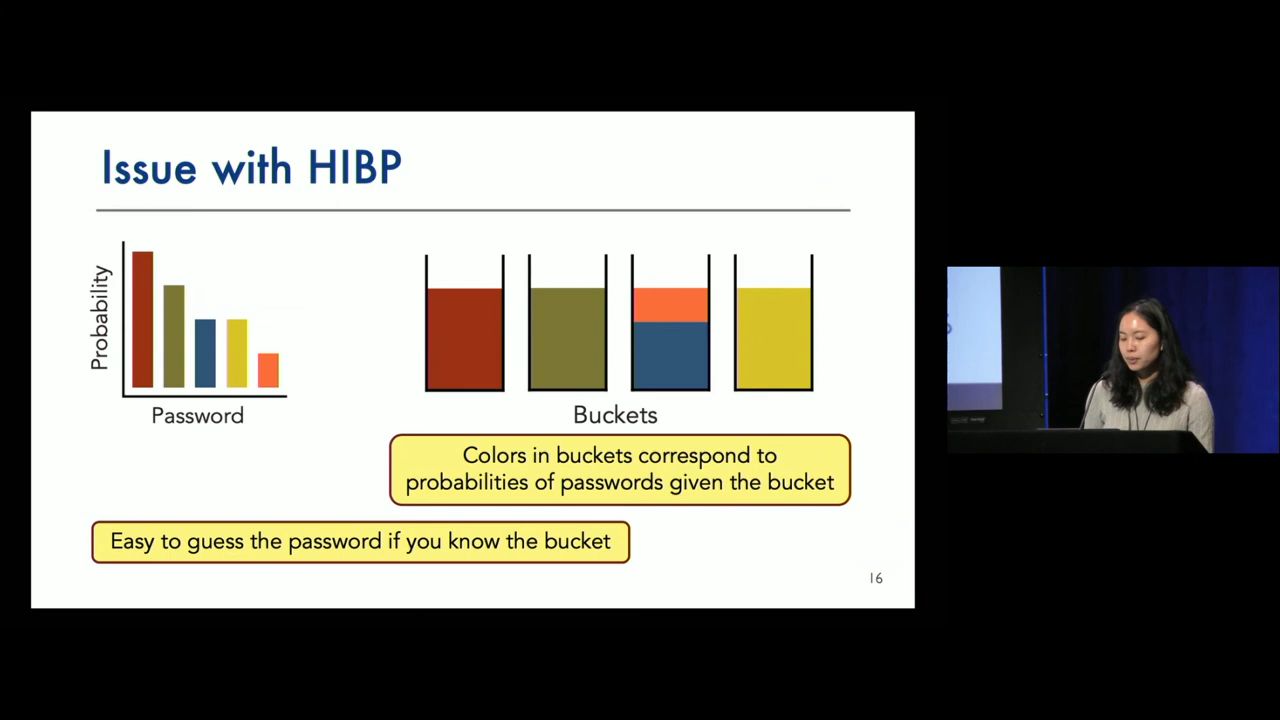 Issue with HIBP
Probability
Password
Buckets
Colors in buckets correspond to
probabilities of passwords given the bucket
Easy to guess the password if you know the bucket
16